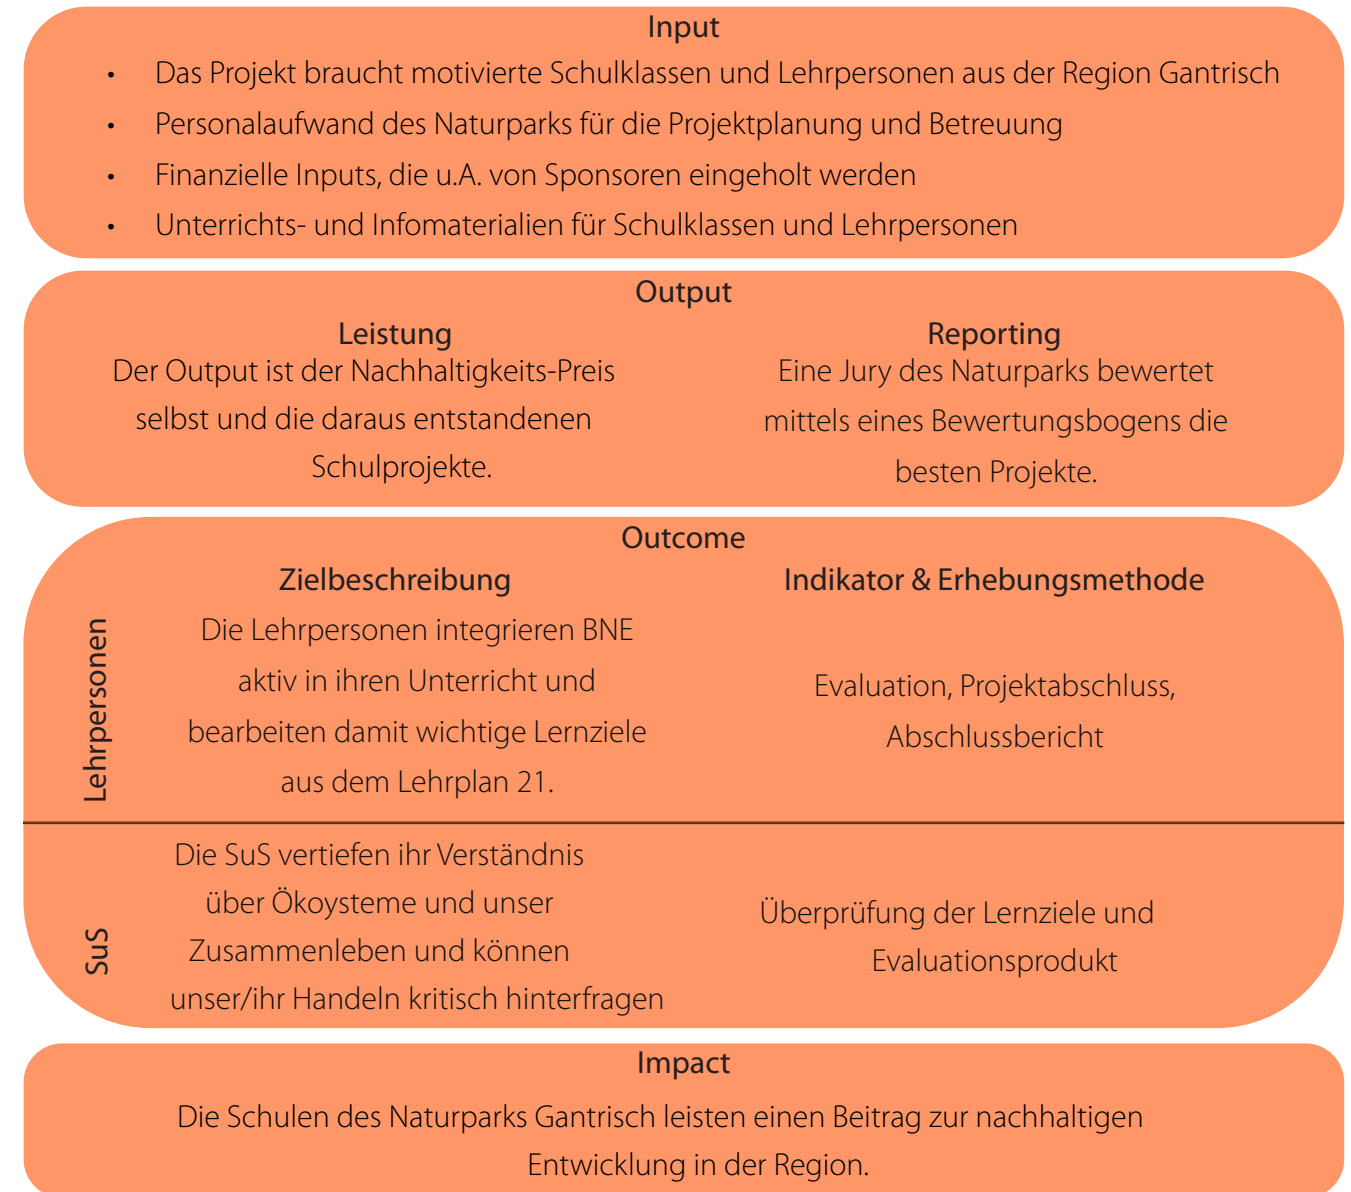 Input
• Das Projekt braucht motivierte Schulklassen und Lehrpersonen aus der Region Gantrisch
• Personalaufwand des Naturparks für die Projektplanung und Betreuung
• Finanzielle Inputs, die u.A. von Sponsoren eingeholt werden
• Unterrichts- und Infomaterialien für Schulklassen und Lehrpersonen
Output
Leistung
Der Output ist der Nachhaltigkeits-Preis
selbst und die daraus entstandenen
Schulprojekte.
Reporting
Eine Jury des Naturparks bewertet
mittels eines Bewertungsbogens die
besten Projekte.
Outcome
Zielbeschreibung
Indikator & Erhebungsmethode
Lehrpersonen
Die Lehrpersonen integrieren BNE
aktiv in ihren Unterricht und
bearbeiten damit wichtige Lernziele
aus dem Lehrplan 21.
Evaluation, Projektabschluss,
Abschlussbericht
SuS
Die SuS vertiefen ihr Verständnis
über Ökoysteme und unser
Zusammenleben und können
unser/ihr Handeln kritisch hinterfragen
Überprüfung der Lernziele und
Evaluationsprodukt
Impact
Die Schulen des Naturparks Gantrisch leisten einen Beitrag zur nachhaltigen
Entwicklung in der Region.